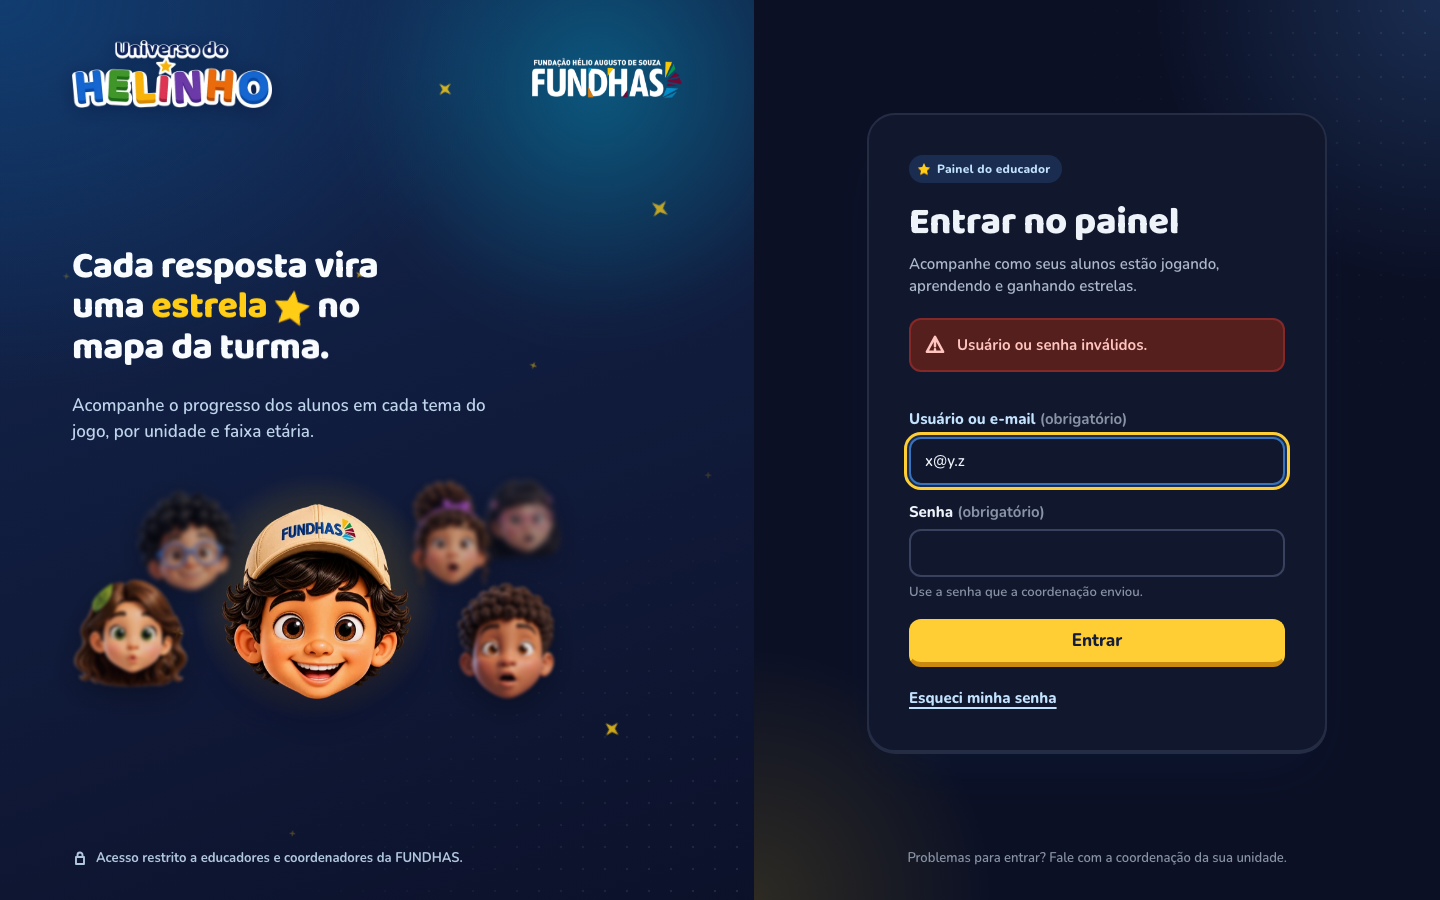 Universo do
HELINHO
FUNDAÇÃO HÉLIO AUGUSTO DE SOUZA
FUNDHAS
Cada resposta vira
uma estrela ⭐ no
mapa da turma.
Acompanhe o progresso dos alunos em cada tema do
jogo, por unidade e faixa etária.
FUNDHAS
Acesso restrito a educadores e coordenadores da FUNDHAS.
Painel do educador
Entrar no painel
Acompanhe como seus alunos estão jogando,
aprendendo e ganhando estrelas.
Usuário ou senha inválidos.
Usuário ou e-mail (obrigatório)
x@y.z
Senha (obrigatório)
Use a senha que a coordenação enviou.
Entrar
Esqueci minha senha
Problemas para entrar? Fale com a coordenação da sua unidade.